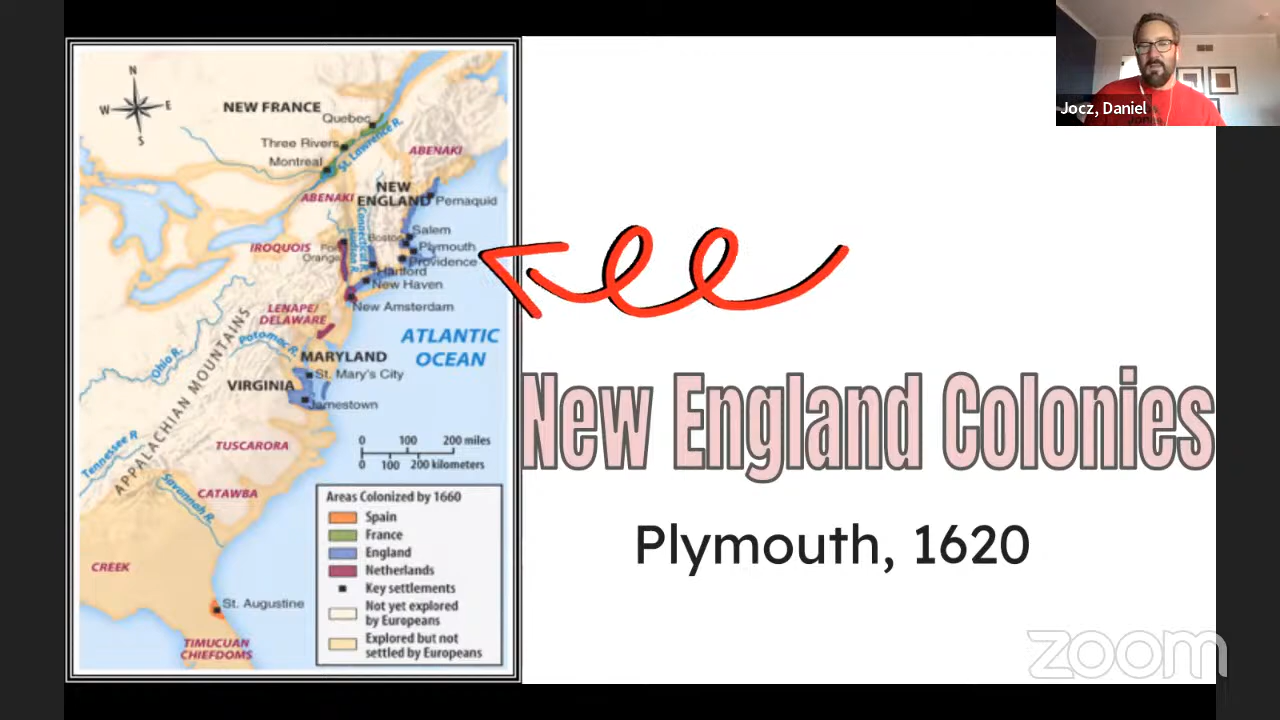 N
W
E
S
NEW FRANCE
Quebec
Three Rivers
Montreal
St. Lawrence R.
ABENAKI
ABENAKI
NEW
ENGLAND
Pemaquid
Connecticut R.
Hudson R.
Boston
Salem
Plymouth
Providence
IROQUOIS
Fort
Orange
Hartford
New Haven
New Amsterdam
LENAPE/
DELAWARE
Potomac R.
ATLANTIC
OCEAN
MARYLAND
St. Mary's City
Ohio R.
APPALACHIAN MOUNTAINS
VIRGINIA
Jamestown
Tennessee R.
TUSCARORA
0 100 200 miles
0 100 200 kilometers
CATAWBA
Savannah R.
CREEK
St. Augustine
TIMUCUAN
CHIEFDOMS
Areas Colonized by 1660
Spain
France
England
Netherlands
Key settlements
Not yet explored
by Europeans
Explored but not
settled by Europeans
New England Colonies
Plymouth, 1620
Jocz, Daniel
zoom